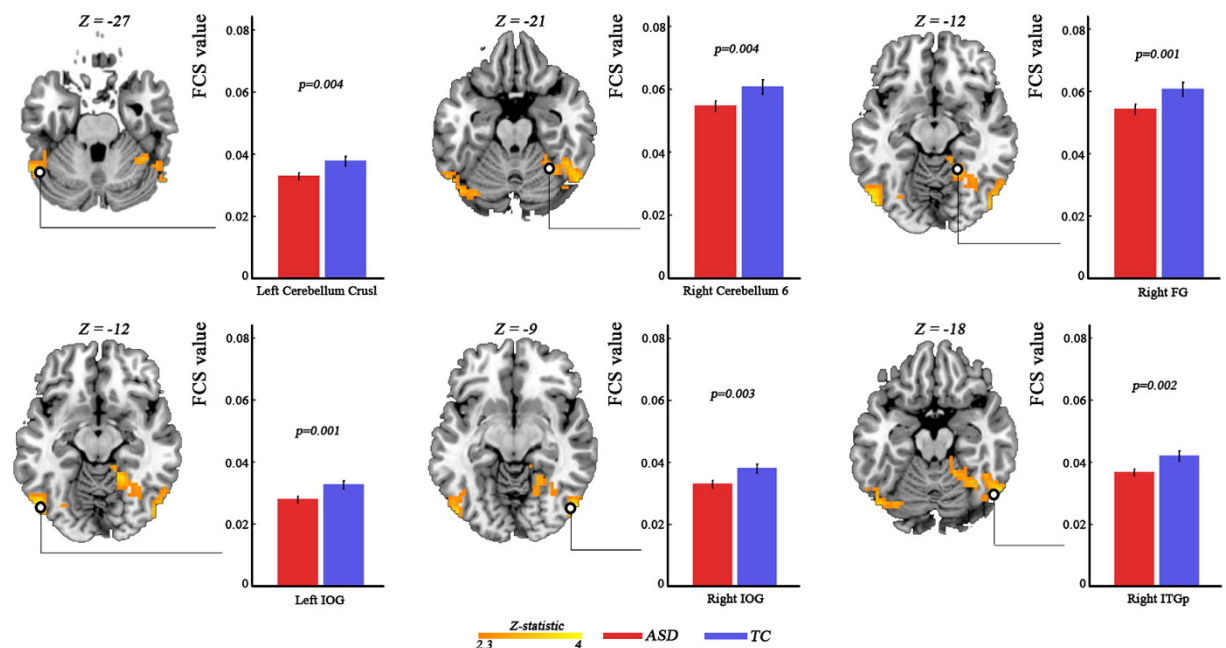 Z = -27
FCS value
0.08
0.06
0.04
0.02
0
p=0.004
Left Cerebellum CrusI
Z = -21
FCS value
0.08
0.06
0.04
0.02
0
p=0.004
Right Cerebellum 6
Z = -12
FCS value
0.08
0.06
0.04
0.02
0
p=0.001
Right FG
Z = -12
FCS value
0.08
0.06
0.04
0.02
0
p=0.001
Left IOG
Z = -9
FCS value
0.08
0.06
0.04
0.02
0
p=0.003
Right IOG
Z = -18
FCS value
0.08
0.06
0.04
0.02
0
p=0.002
Right ITGp
Z-statistic
2.3 4
ASD
TC